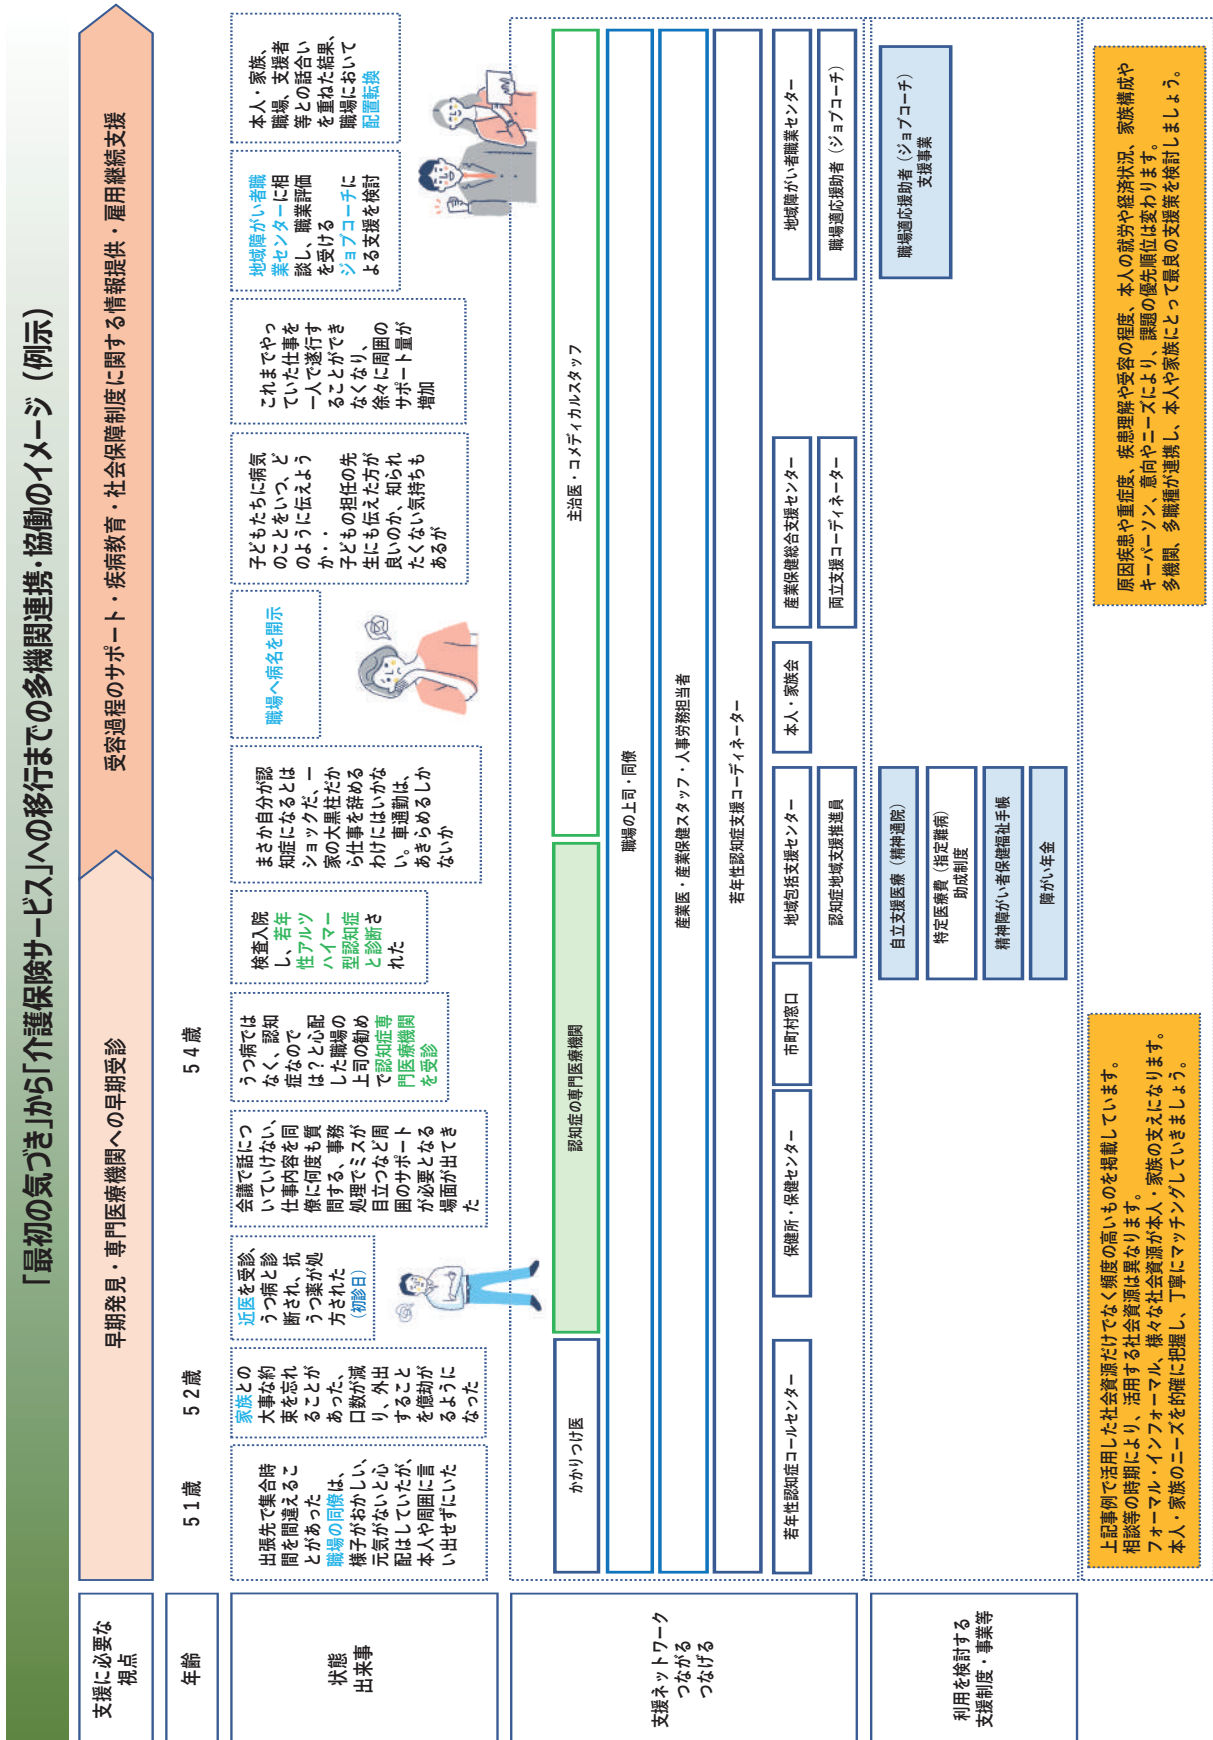 「最初の気づき」から「介護保険サービス」への移行までの多機関連携・協働のイメージ（例示）
支援に必要な
視点
早期発見・専門医療機関への早期受診
受容過程のサポート・疾病教育・社会保障制度に関する情報提供・雇用継続支援
年齢
51歳
52歳
54歳
状態
出来事
出張先で集合時
間を間違えるこ
とがあった
職場の同僚は、
様子がおかしい、
元気がないと心
配はしていたが、
本人や周囲に言
い出せずにいた
家族との
大事な約
束を忘れ
ることが
あった、
口数が減
り、外出
すること
を億劫が
るように
なった
近医を受診、
うつ病と診
断され、抗
うつ薬が処
方された
（初診日）
会議で話につ
いていけない、
仕事内容を同
僚に何度も質
問する、事務
処理でミスが
目立つなど周
囲のサポート
が必要となる
場面が出てき
た
うつ病では
なく、認知
症なので
は？と心配
した職場の
上司の勧め
で認知症専
門医療機関
を受診
検査入院
し、若年
性アルツ
ハイマー
型認知症
と診断さ
れた
まさか自分が認
知症になるとは
ショックだ、一
家の大黒柱だか
ら仕事を辞める
わけにはいかな
い。車通勤は、
あきらめるしか
ないか
職場へ病名を開示
子どもたちに病気
のことをいつ、ど
のように伝えよう
か・・
子どもの担任の先
生にも伝えた方が
良いのか、知られ
たくない気持ちも
あるが
これまでやっ
ていた仕事を
一人で遂行す
ることができ
なくなり、
徐々に周囲の
サポート量が
増加
地域障がい者職
業センターに相
談し、職業評価
を受ける
ジョブコーチに
よる支援を検討
本人・家族、
職場、支援者
等との話合い
を重ねた結果、
職場において
配置転換
支援ネットワーク
つながる
つなげる
かかりつけ医
認知症の専門医療機関
主治医・コメディカルスタッフ
職場の上司・同僚
産業医・産業保健スタッフ・人事労務担当者
若年性認知症支援コーディネーター
若年性認知症コールセンター
保健所・保健センター
市町村窓口
地域包括支援センター
認知症地域支援推進員
本人・家族会
産業保健総合支援センター
両立支援コーディネーター
地域障がい者職業センター
職場適応援助者（ジョブコーチ）
利用を検討する
支援制度・事業等
自立支援医療（精神通院）
特定医療費（指定難病）
助成制度
精神障がい者保健福祉手帳
障がい年金
職場適応援助者（ジョブコーチ）
支援事業
上記事例で活用した社会資源だけでなく頻度の高いものを掲載しています。
相談等の時期により、活用する社会資源は異なります。
フォーマル・インフォーマル、様々な社会資源が本人・家族の支えになります。
本人・家族のニーズを的確に把握し、丁寧にマッチングしていきましょう。
原因疾患や重症度、疾患理解や受容の程度、本人の就労や経済状況、家族構成や
キーパーソン、意向やニーズにより、課題の優先順位は変わります。
多機関、多職種が連携し、本人や家族にとって最良の支援策を検討しましょう。